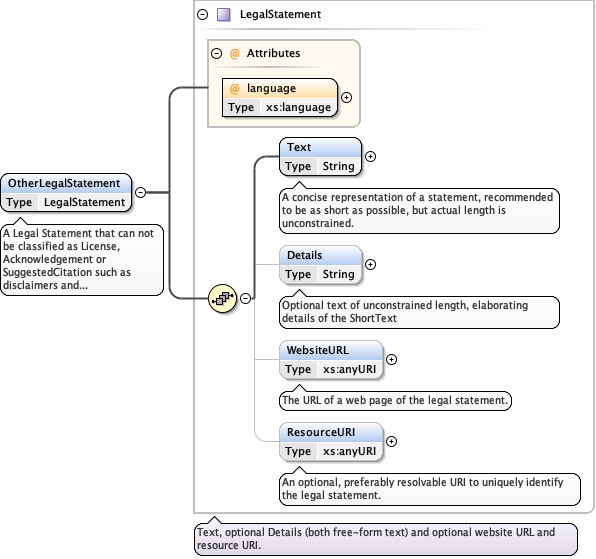 LegalStatement
@ Attributes
@ language
Type xs:language
OtherLegalStatement
Type LegalStatement
A Legal Statement that can not
be classified as License,
Acknowledgement or
SuggestedCitation such as
disclaimers and...
Text
Type String
A concise representation of a statement, recommended
to be as short as possible, but actual length is
unconstrained.
Details
Type String
Optional text of unconstrained length, elaborating
details of the ShortText
WebsiteURL
Type xs:anyURI
The URL of a web page of the legal statement.
ResourceURI
Type xs:anyURI
An optional, preferably resolvable URI to uniquely identify
the legal statement.
Text, optional Details (both free-form text) and optional website URL and
resource URI.